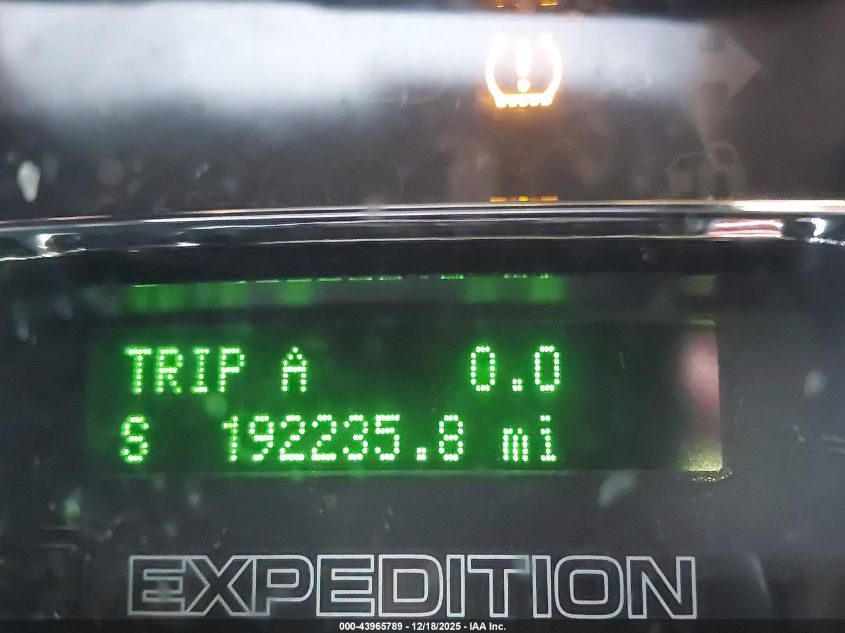 TRIP A 0.0
S 192235.8 mi
EXPEDITION
000-43965789 - 12/18/2025 - IAA Inc.